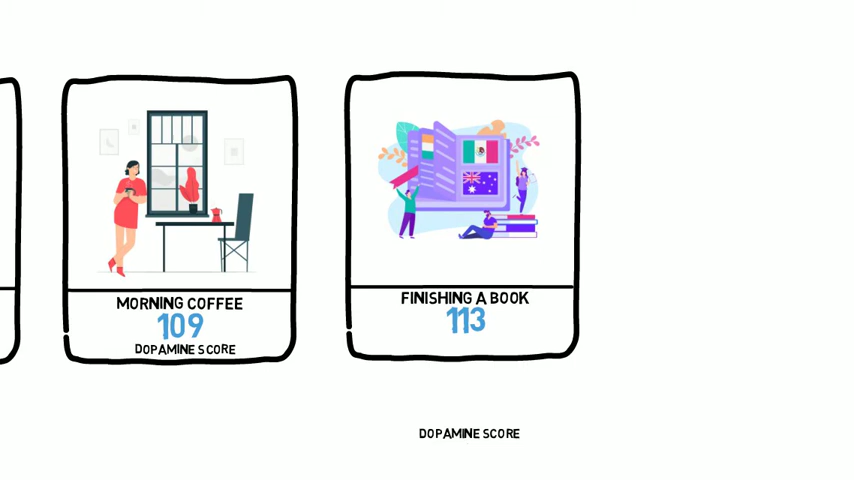 MORNING COFFEE
109
DOPAMINE SCORE
FINISHING A BOOK
113
DOPAMINE SCORE